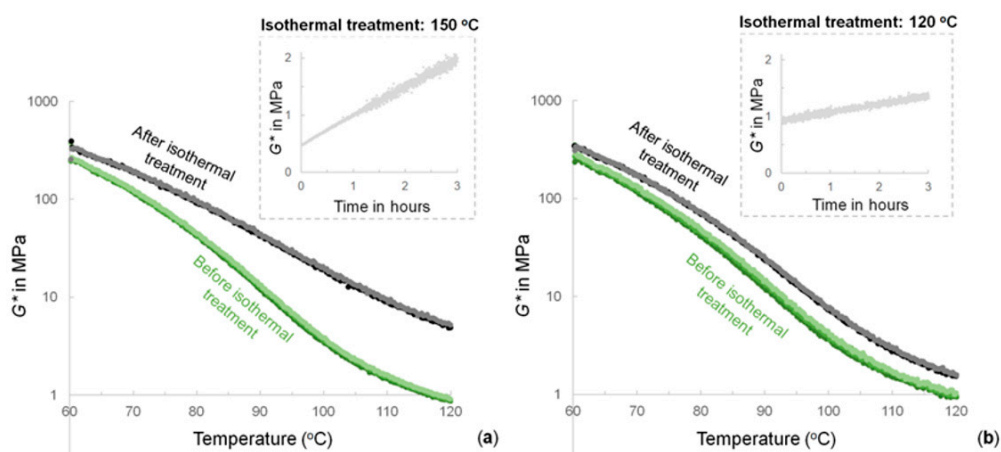 Isothermal treatment: 150 °C
2
1
0
G* in MPa
0
1
2
3
Time in hours
1000
100
10
1
G* in MPa
After isothermal
treatment
Before isothermal
treatment
60
70
80
90
100
110
120
Temperature (°C)
(a)
Isothermal treatment: 120 °C
2
1
0
G* in MPa
0
1
2
3
Time in hours
1000
100
10
1
G* in MPa
After isothermal
treatment
Before isothermal
treatment
60
70
80
90
100
110
120
Temperature (°C)
(b)